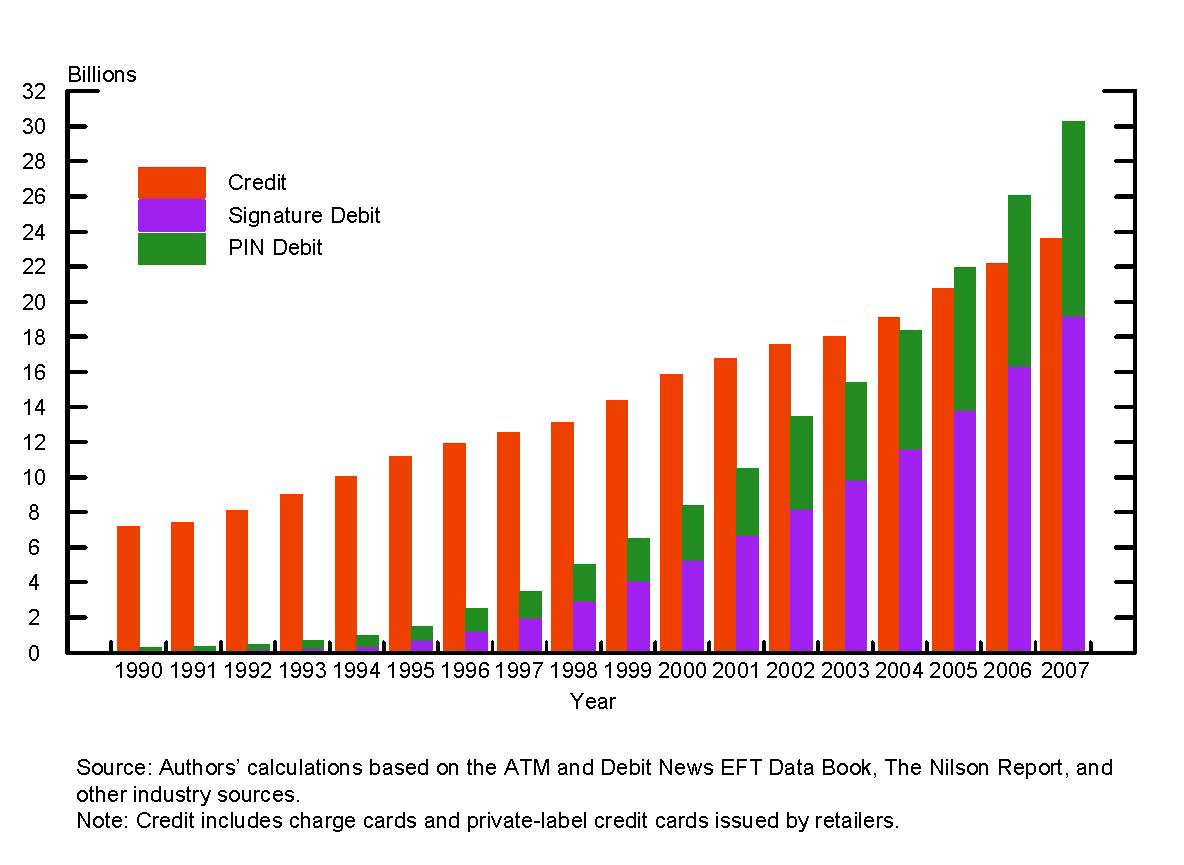 Billions
32
30
28
26
24
22
20
18
16
14
12
10
8
6
4
2
0
Credit
Signature Debit
PIN Debit
1990 1991 1992 1993 1994 1995 1996 1997 1998 1999 2000 2001 2002 2003 2004 2005 2006 2007
Year
Source: Authors’ calculations based on the ATM and Debit News EFT Data Book, The Nilson Report, and
other industry sources.
Note: Credit includes charge cards and private-label credit cards issued by retailers.